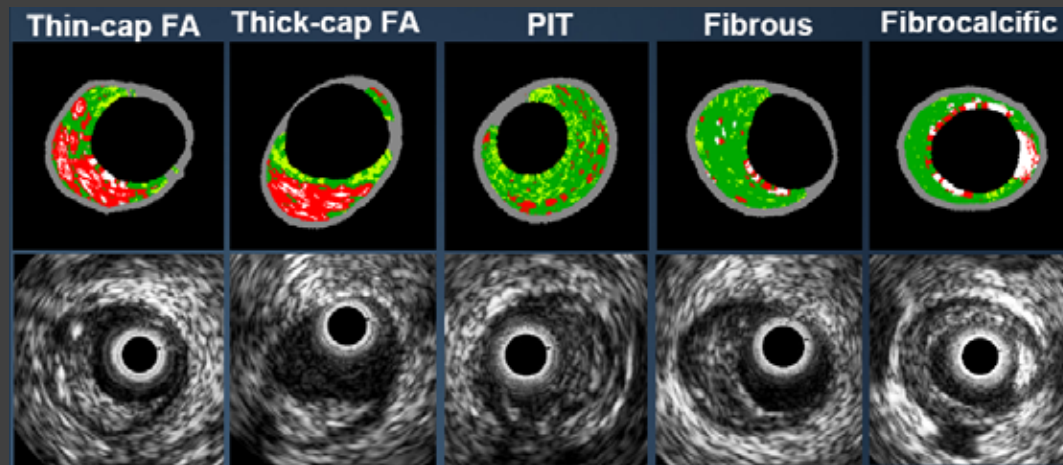 Thin-cap FA
Thick-cap FA
PIT
Fibrous
Fibrocalcific